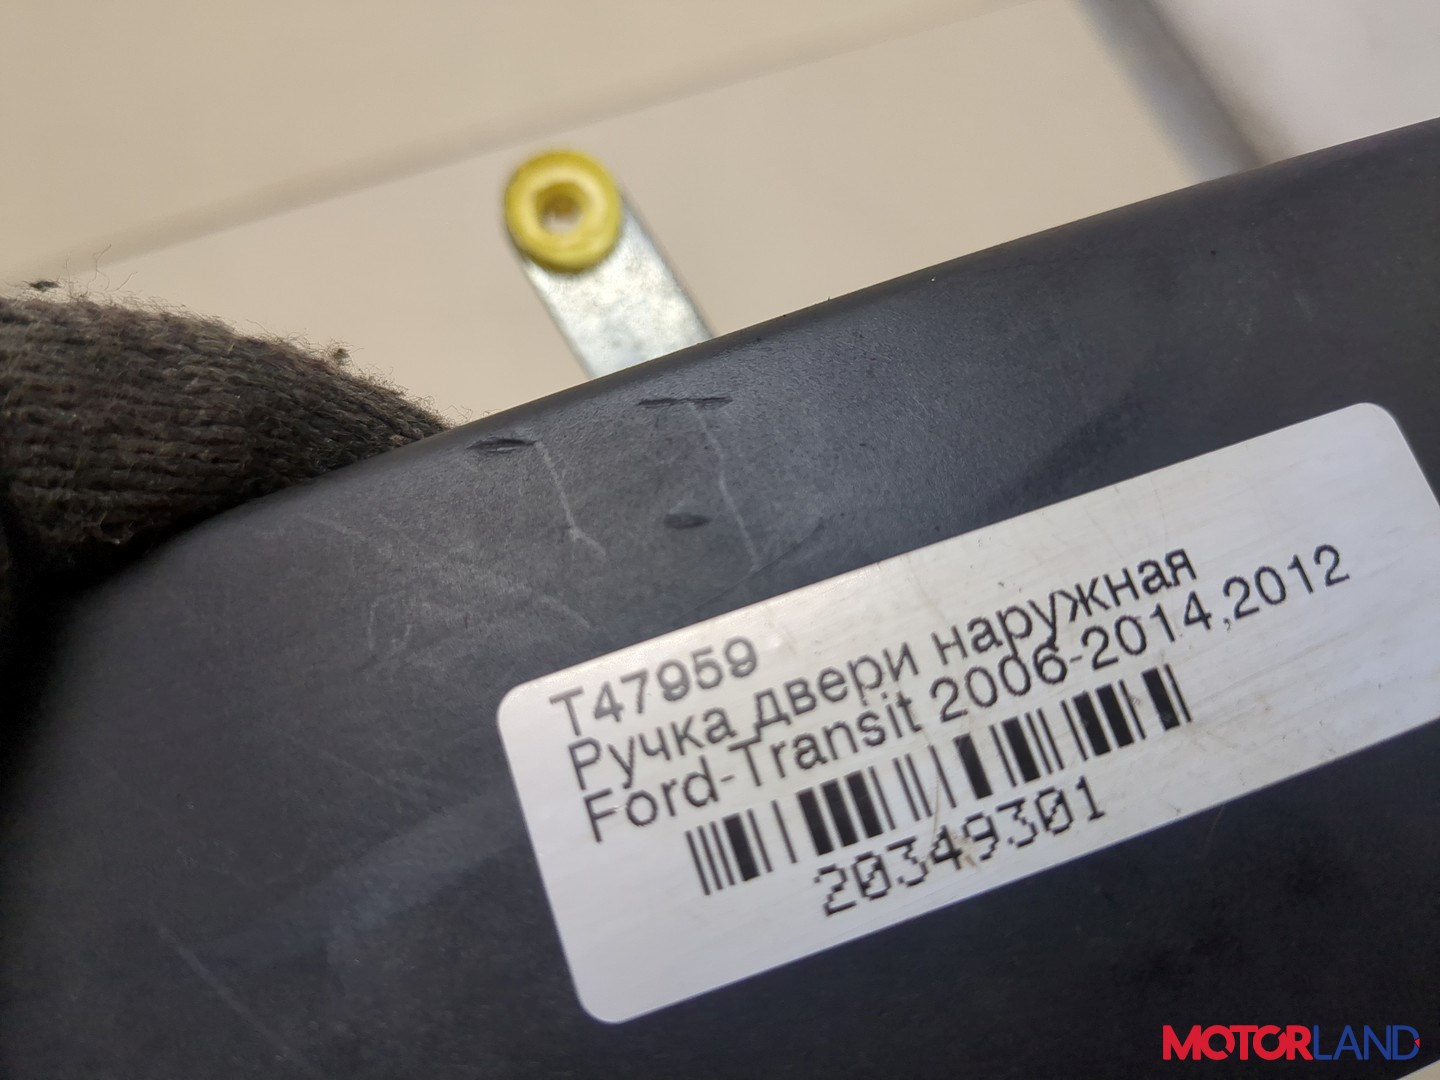 T47959
Ручка двери наружная
Ford-Transit 2006-2014,2012
20349301
MOTORLAND